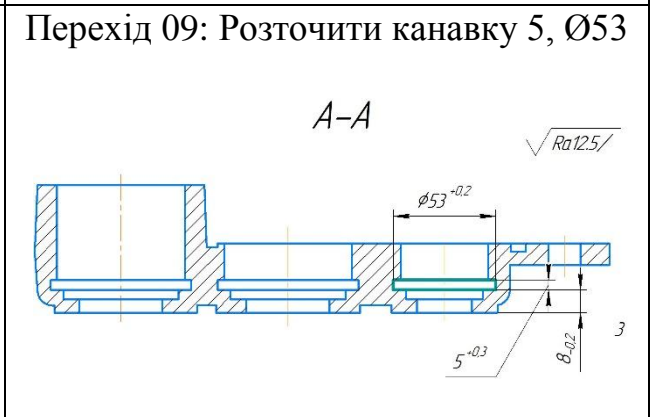 Перехід 09: Розточити канавку 5, Ø53
А–А
√Ra12.5/
⌀53 +0,2
5 +0,3
8 -0,2
3